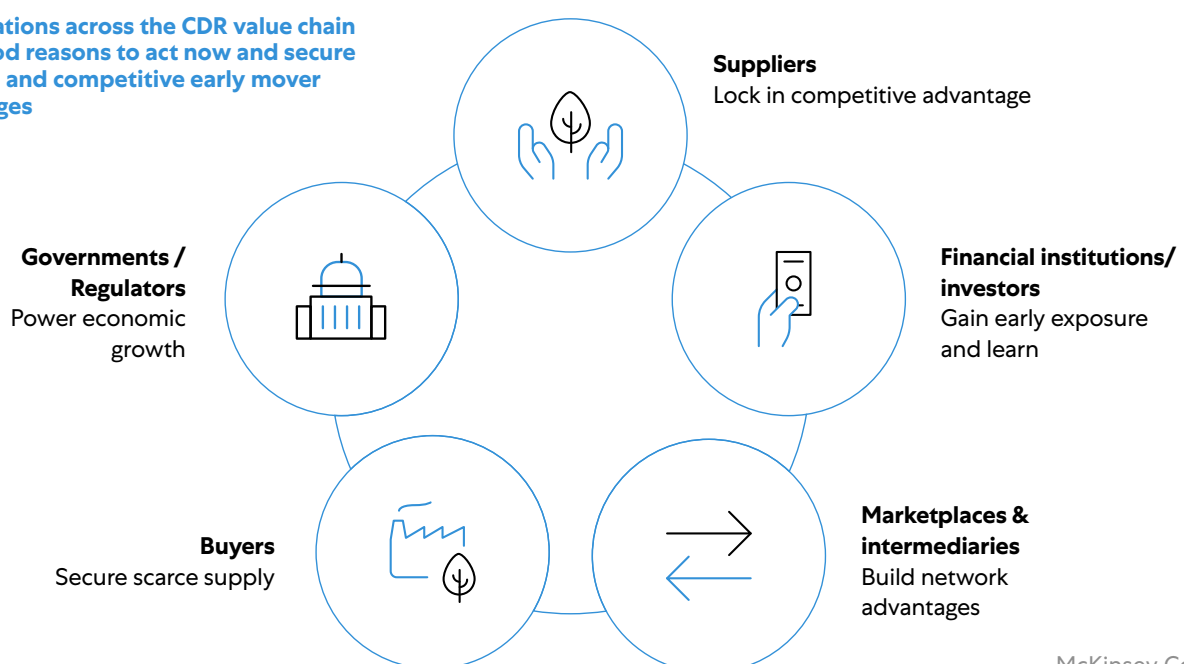 ations across the CDR value chain
od reasons to act now and secure
and competitive early mover
ges
Suppliers
Lock in competitive advantage
Governments /
Regulators
Power economic
growth
Financial institutions/
investors
Gain early exposure
and learn
Buyers
Secure scarce supply
Marketplaces &
intermediaries
Build network
advantages
McKinsey